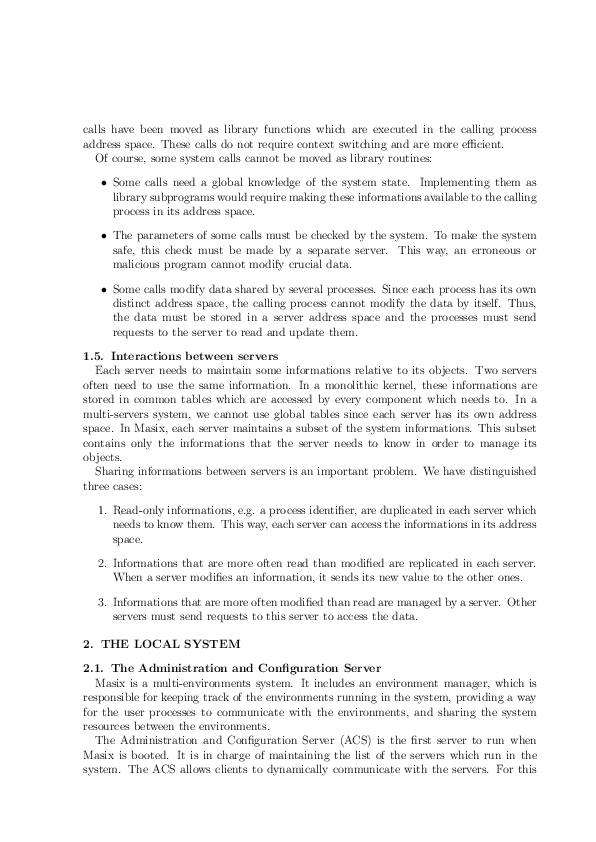 calls have been moved as library functions which are executed in the calling process
address space. These calls do not require context switching and are more efficient.
Of course, some system calls cannot be moved as library routines:
• Some calls need a global knowledge of the system state. Implementing them as
library subprograms would require making these informations available to the calling
process in its address space.
• The parameters of some calls must be checked by the system. To make the system
safe, this check must be made by a separate server. This way, an erroneous or
malicious program cannot modify crucial data.
• Some calls modify data shared by several processes. Since each process has its own
distinct address space, the calling process cannot modify the data by itself. Thus,
the data must be stored in a server address space and the processes must send
requests to the server to read and update them.
1.5. Interactions between servers
Each server needs to maintain some informations relative to its objects. Two servers
often need to use the same information. In a monolithic kernel, these informations are
stored in common tables which are accessed by every component which needs to. In a
multi-servers system, we cannot use global tables since each server has its own address
space. In Masix, each server maintains a subset of the system informations. This subset
contains only the informations that the server needs to know in order to manage its
objects.
Sharing informations between servers is an important problem. We have distinguished
three cases:
1. Read-only informations, e.g. a process identifier, are duplicated in each server which
needs to know them. This way, each server can access the informations in its address
space.
2. Informations that are more often read than modified are replicated in each server.
When a server modifies an information, it sends its new value to the other ones.
3. Informations that are more often modified than read are managed by a server. Other
servers must send requests to this server to access the data.
2. THE LOCAL SYSTEM
2.1. The Administration and Configuration Server
Masix is a multi-environments system. It includes an environment manager, which is
responsible for keeping track of the environments running in the system, providing a way
for the user processes to communicate with the environments, and sharing the system
resources between the environments.
The Administration and Configuration Server (ACS) is the first server to run when
Masix is booted. It is in charge of maintaining the list of the servers which run in the
system. The ACS allows clients to dynamically communicate with the servers. For this